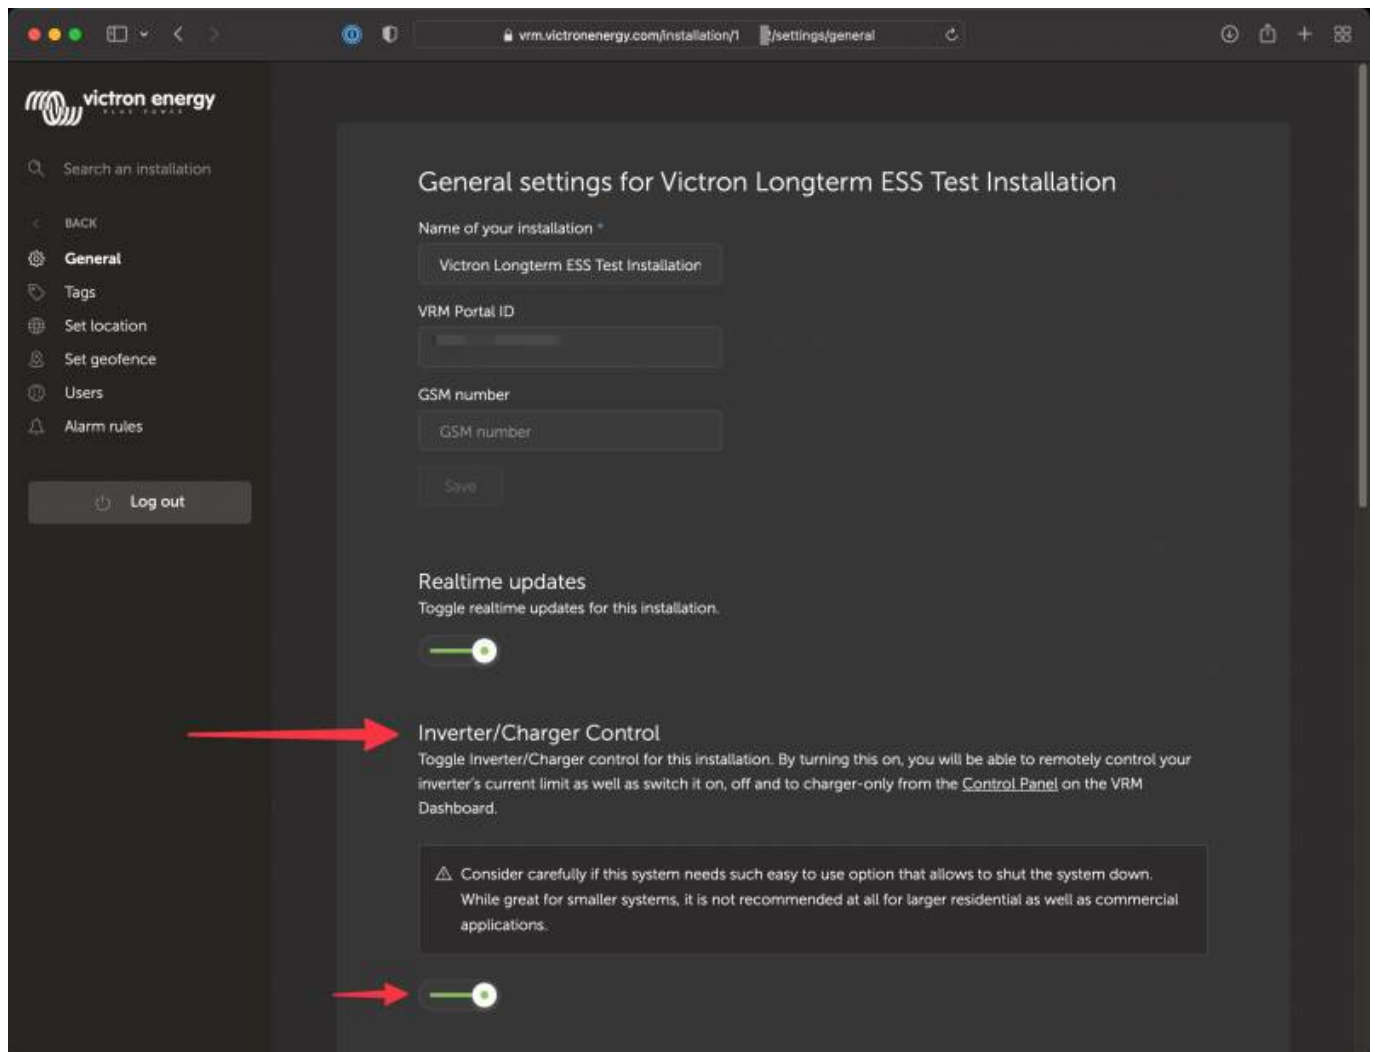 vrm.victronenergy.com/installation/1 /settings/general
victron energy
BLUE POWER
Search an installation
BACK
General
Tags
Set location
Set geofence
Users
Alarm rules
Log out
General settings for Victron Longterm ESS Test Installation
Name of your installation *
Victron Longterm ESS Test Installation
VRM Portal ID
GSM number
GSM number
Save
Realtime updates
Toggle realtime updates for this installation.
Inverter/Charger Control
Toggle Inverter/Charger control for this installation. By turning this on, you will be able to remotely control your
inverter's current limit as well as switch it on, off and to charger-only from the Control Panel on the VRM
Dashboard.
Consider carefully if this system needs such easy to use option that allows to shut the system down.
While great for smaller systems, it is not recommended at all for larger residential as well as commercial
applications.